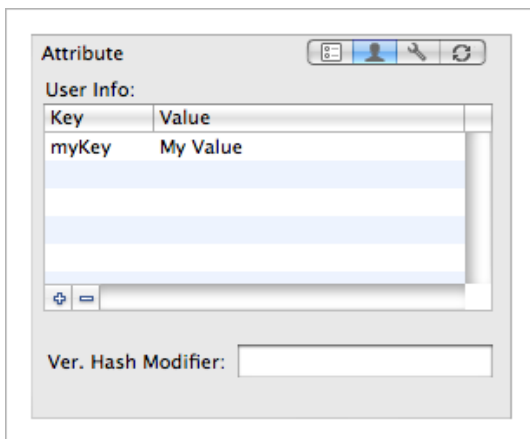 Attribute
User Info:
Key Value
myKey My Value
Ver. Hash Modifier: